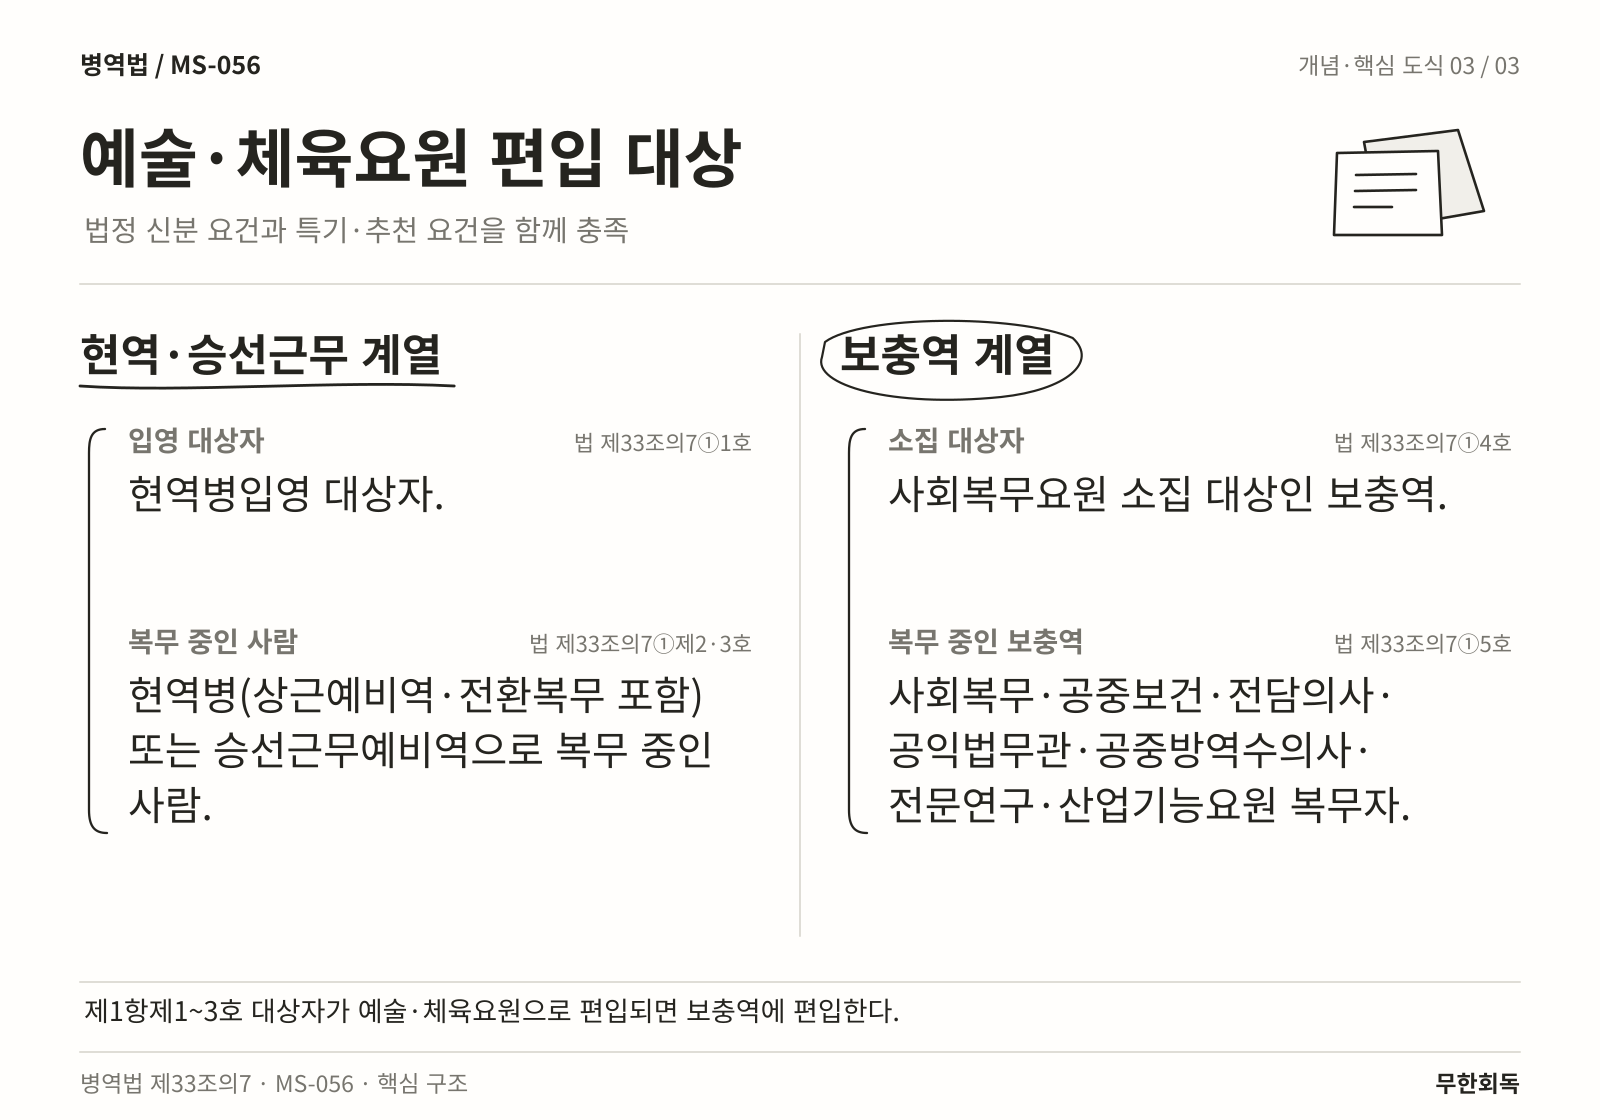 병역법 / MS-056
개념·핵심 도식 03 / 03
예술·체육요원 편입 대상
법정 신분 요건과 특기·추천 요건을 함께 충족
현역·승선근무 계열
입영 대상자
법 제33조의7①1호
현역병입영 대상자.
복무 중인 사람
법 제33조의7①제2·3호
현역병(상근예비역·전환복무 포함)
또는 승선근무예비역으로 복무 중인
사람.
보충역 계열
소집 대상자
법 제33조의7①4호
사회복무요원 소집 대상인 보충역.
복무 중인 보충역
법 제33조의7①5호
사회복무·공중보건·전담의사·
공익법무관·공중방역수의사·
전문연구·산업기능요원 복무자.
제1항제1~3호 대상자가 예술·체육요원으로 편입되면 보충역에 편입한다.
병역법 제33조의7 · MS-056 · 핵심 구조
무한회독